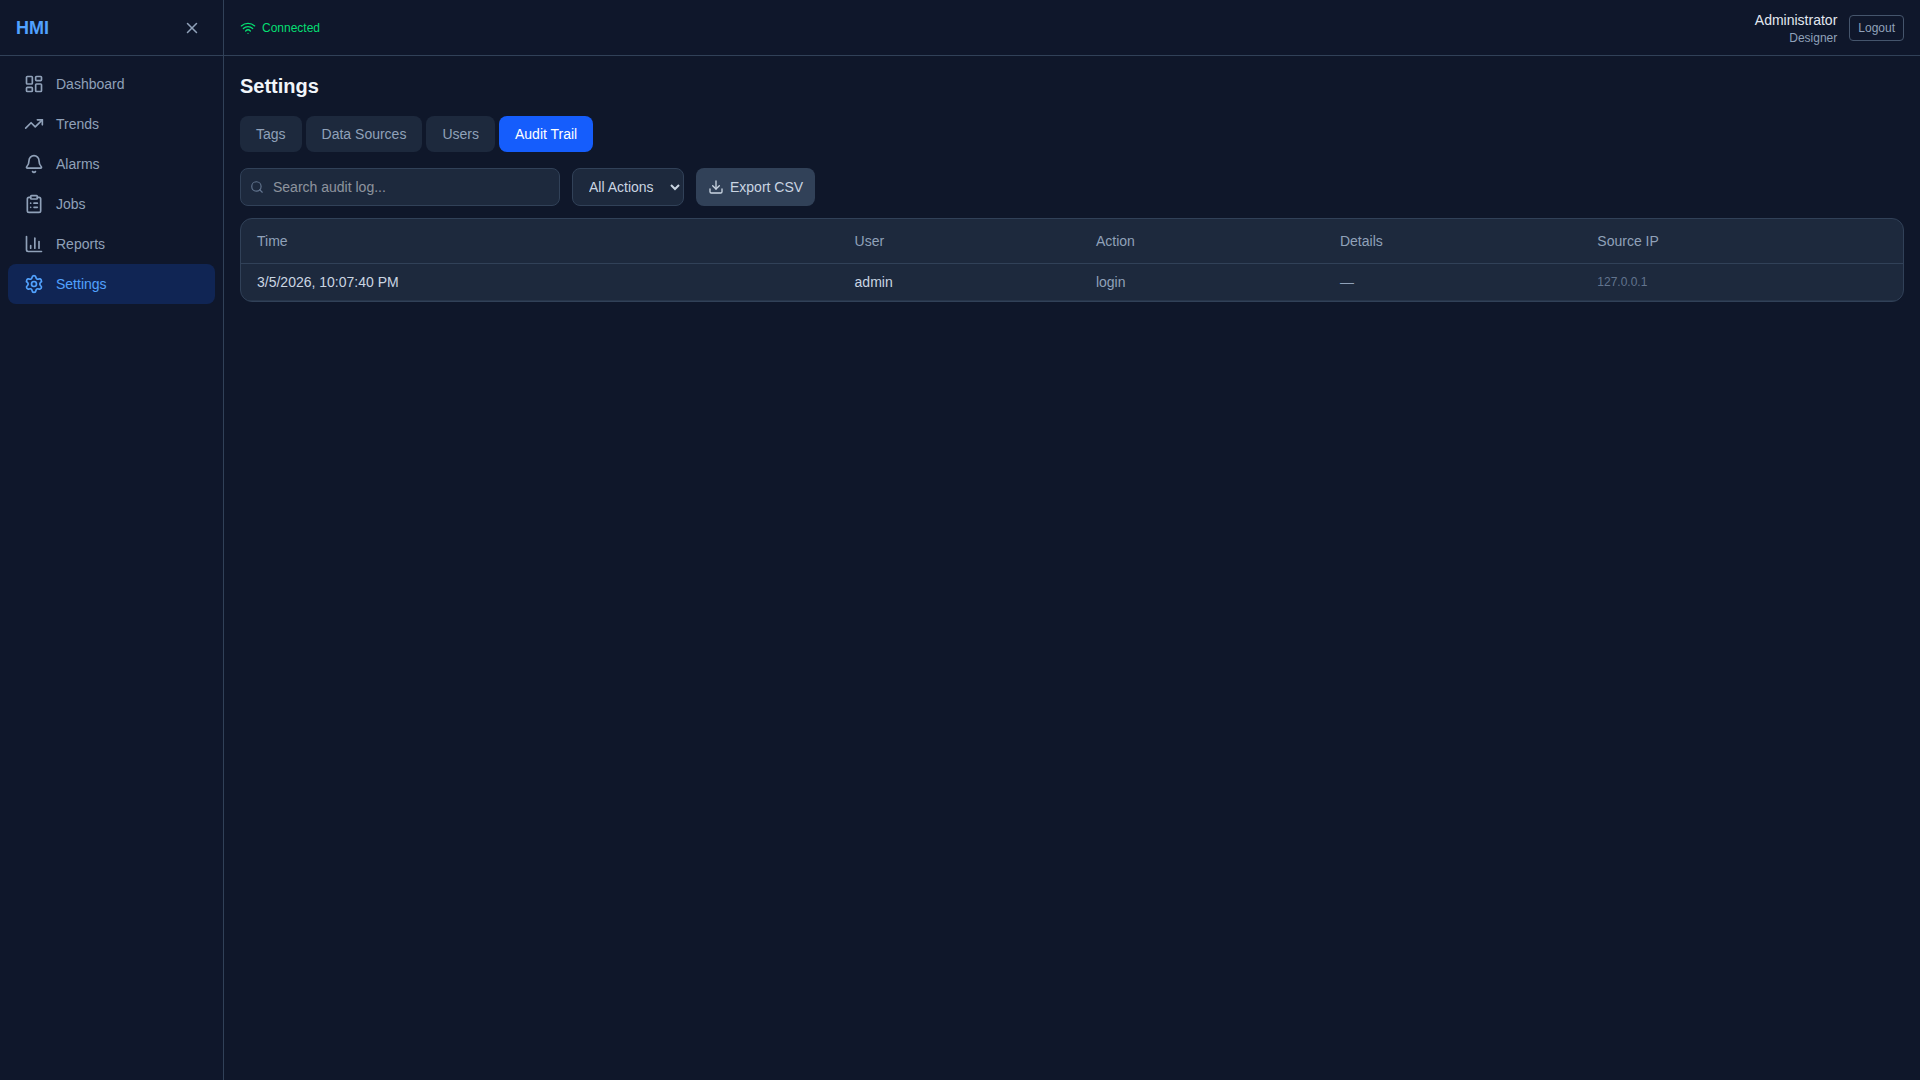 HMI
Connected
Administrator
Designer
Logout
Dashboard
Trends
Alarms
Jobs
Reports
Settings
Settings
Tags Data Sources Users Audit Trail
Search audit log... All Actions Export CSV
Time User Action Details Source IP
3/5/2026, 10:07:40 PM admin login — 127.0.0.1